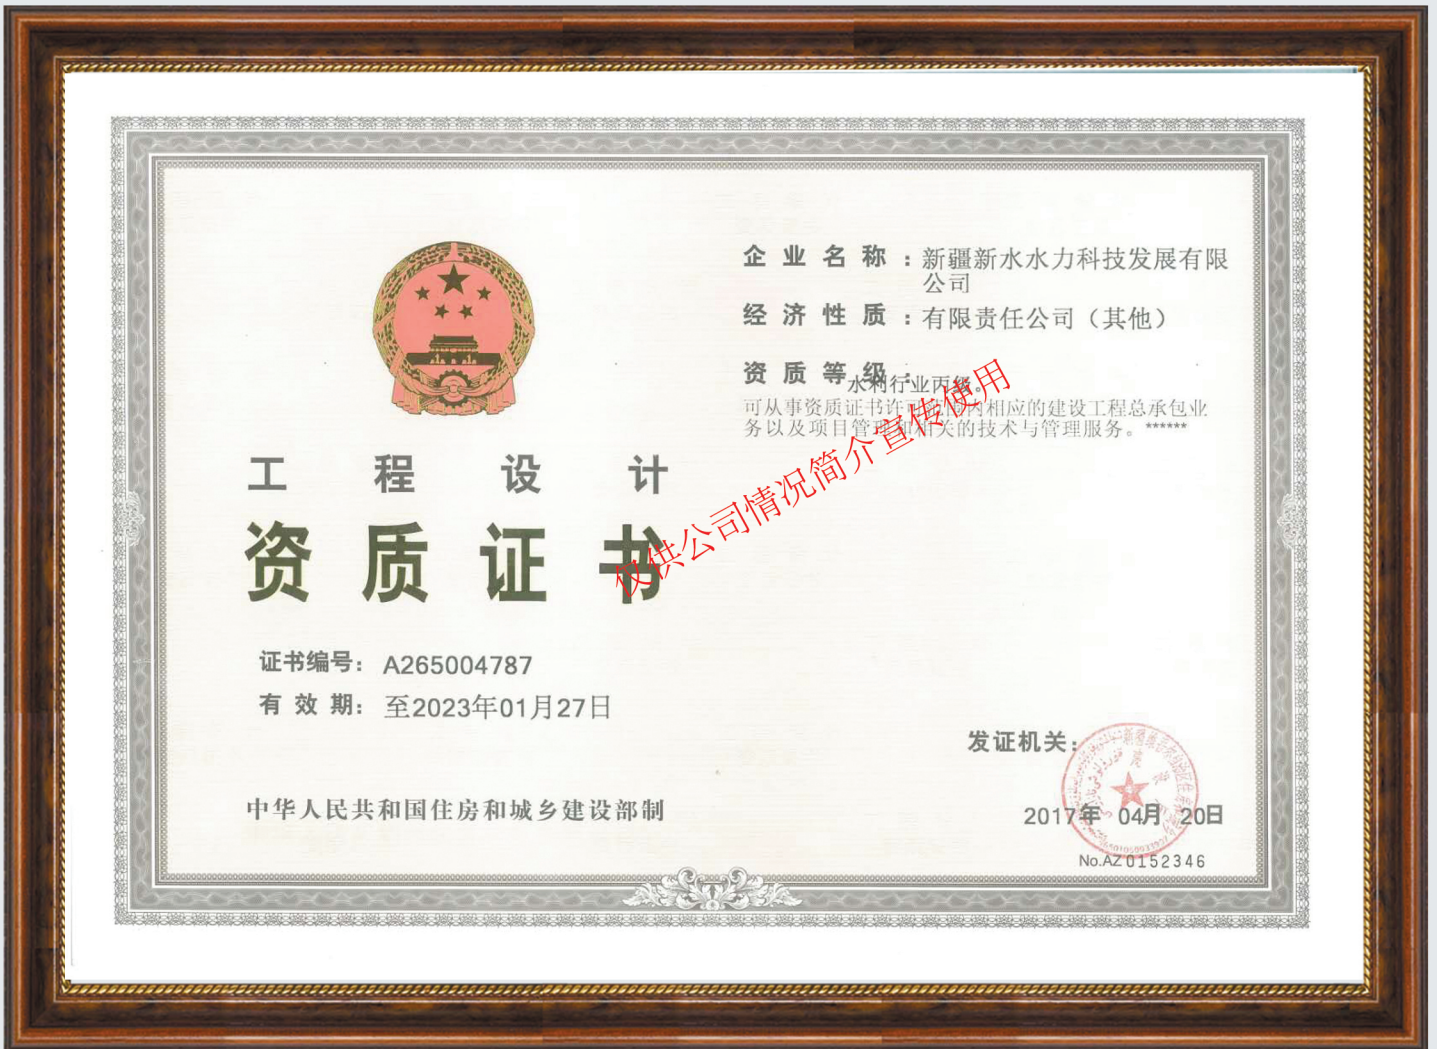 工程设计
资质证书
证书编号：A265004787
有效期：至2023年01月27日
中华人民共和国住房和城乡建设部制
企业名称：新疆新水水力科技发展有限
公司
经济性质：有限责任公司（其他）
资质等级：
水利行业丙级。
可从事资质证书许可范围内相应的建设工程总承包业
务以及项目管理和相关的技术与管理服务。******
仅供公司情况简介宣传使用
发证机关：
2017年 04月 20日
No.AZ 0152346